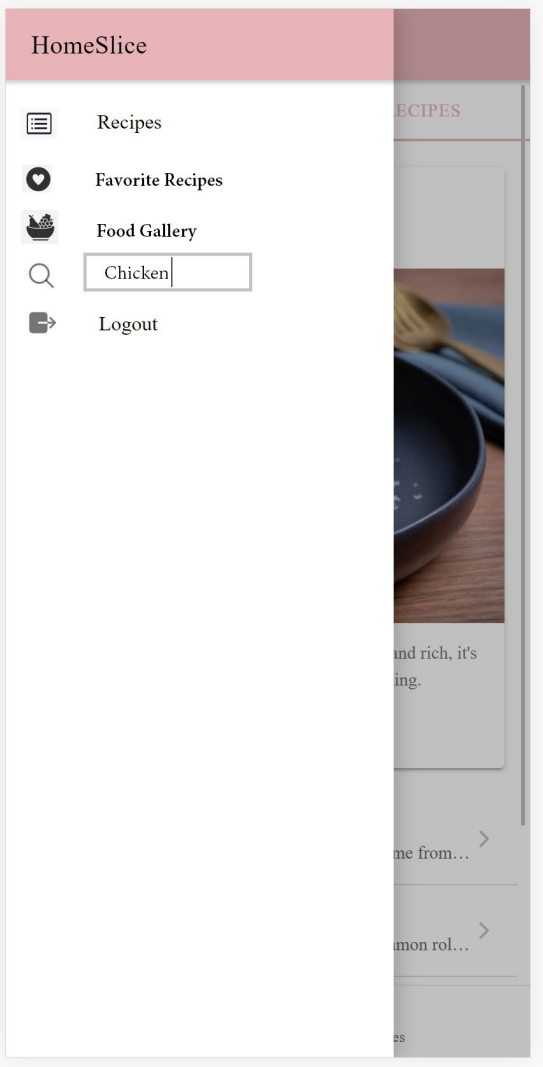 HomeSlice
ECIPES
Recipes
Favorite Recipes
Food Gallery
Chicken
Logout
and rich, it's
ing.
me from...
mon rol...
es